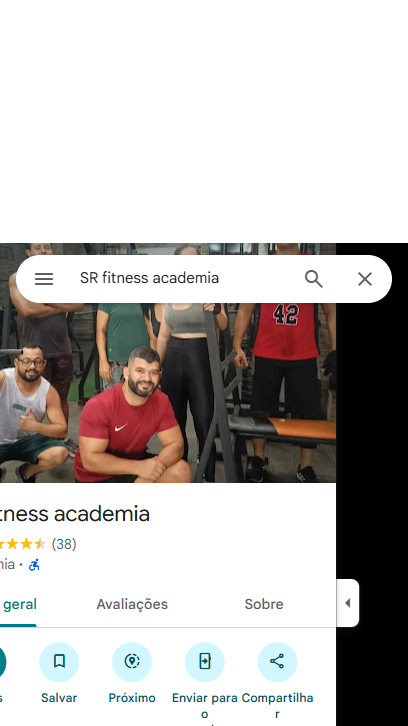 SR fitness academia
42
tness academia
(38)
nia •
geral
Avaliações
Sobre
s
Salvar
Próximo
Enviar para o
Compartilhar